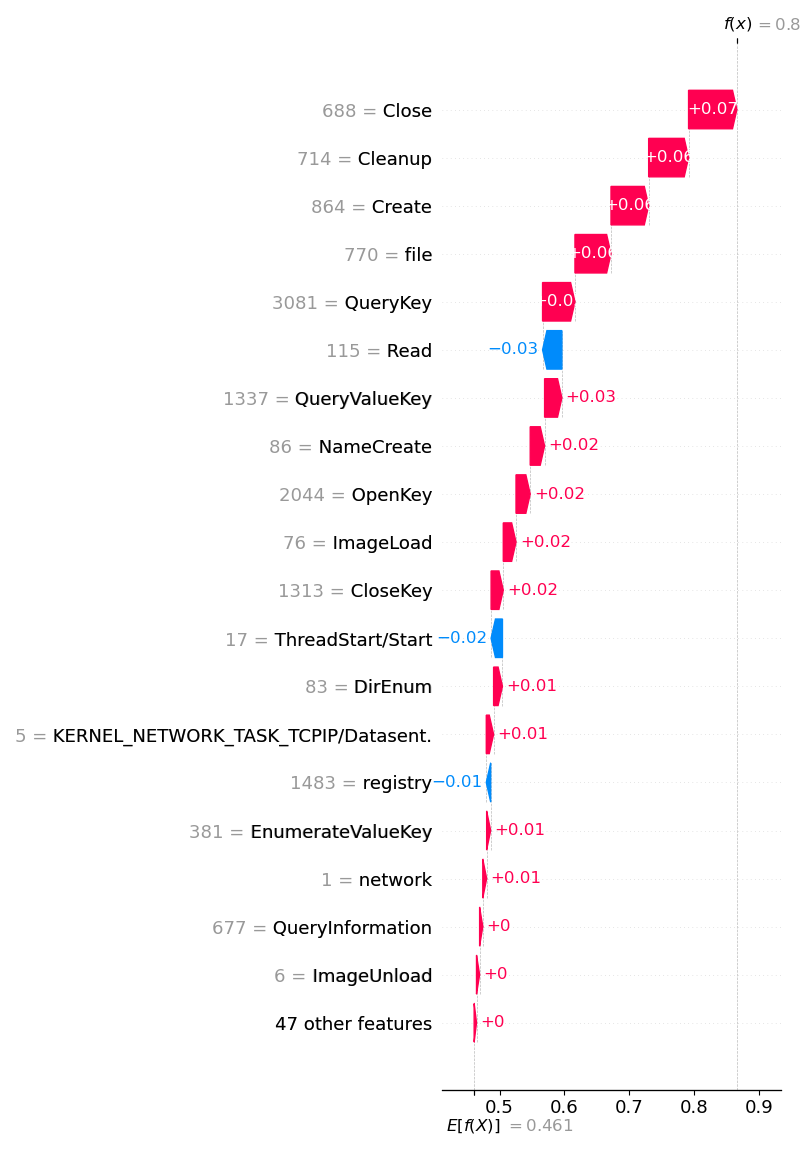 f(x) = 0.8
688 = Close +0.07
714 = Cleanup +0.06
864 = Create +0.06
770 = file +0.06
3081 = QueryKey
115 = Read −0.03
1337 = QueryValueKey +0.03
86 = NameCreate +0.02
2044 = OpenKey +0.02
76 = ImageLoad +0.02
1313 = CloseKey +0.02
17 = ThreadStart/Start −0.02
83 = DirEnum +0.01
5 = KERNEL_NETWORK_TASK_TCPIP/Datasent. +0.01
1483 = registry −0.01
381 = EnumerateValueKey +0.01
1 = network +0.01
677 = QueryInformation +0
6 = ImageUnload +0
47 other features +0
0.5 0.6 0.7 0.8 0.9
E[f(X)] = 0.461